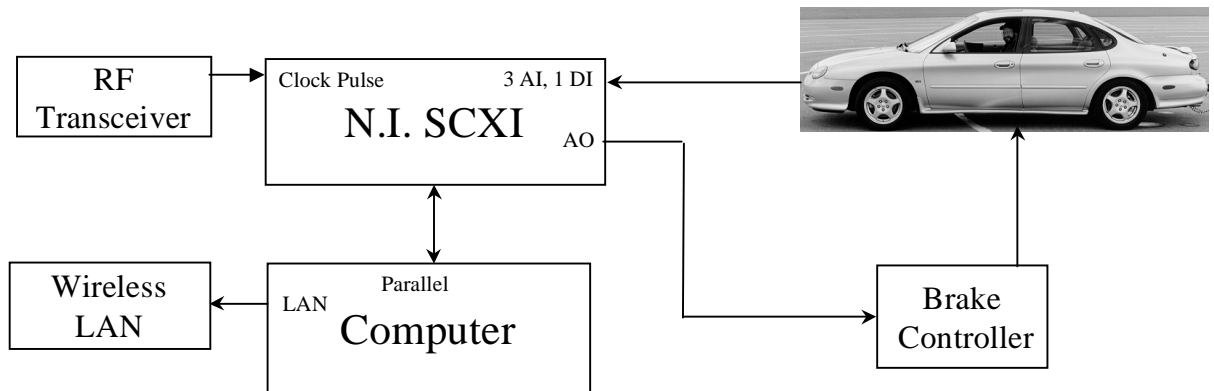 RF
Transceiver
Clock Pulse
3 AI, 1 DI
N.I. SCXI
AO
Wireless
LAN
Parallel
LAN
Computer
Brake
Controller